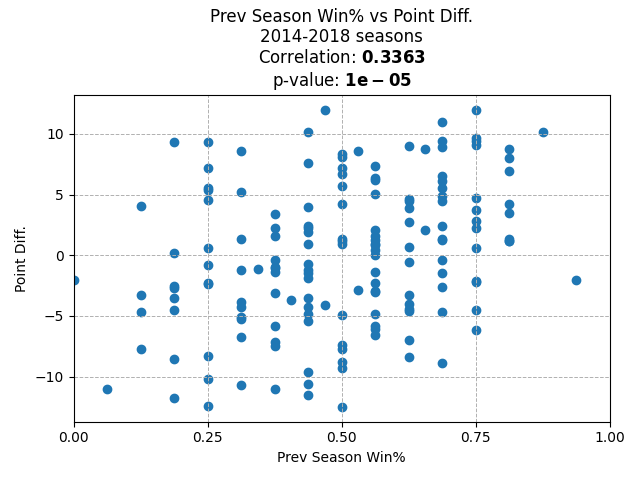 Prev Season Win% vs Point Diff.
2014-2018 seasons
Correlation: 0.3363
p-value: 1e − 05
10
5
0
−5
−10
Point Diff.
0.00 0.25 0.50 0.75 1.00
Prev Season Win%